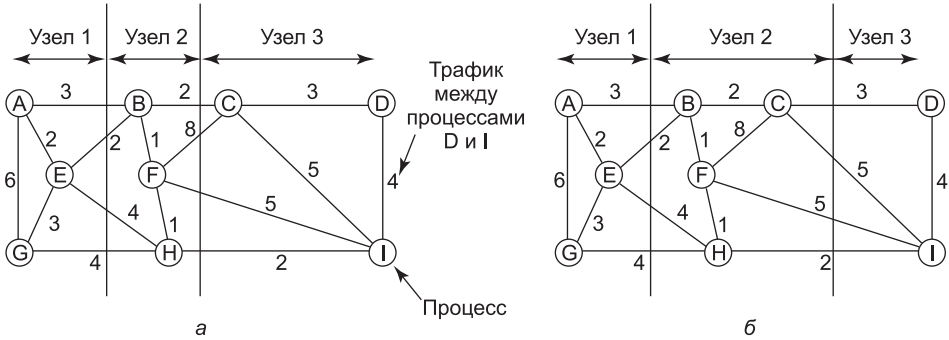 Узел 1 Узел 2 Узел 3
A 3 B 2 C 3 D
2 2 1 8
6 E F 5 4
3 4 1 5
G 4 H 2 I
Трафик
между
процессами
D и I
Процесс
а
Узел 1 Узел 2 Узел 3
A 3 B 2 C 3 D
2 2 1 8
6 E F 5 4
3 4 1 5
G 4 H 2 I
б